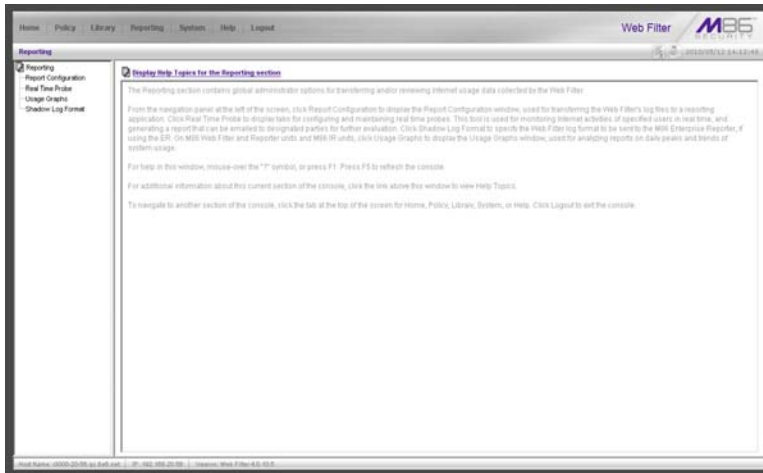 Home Policy Library Reporting System Help Logout
Web Filter
M86
SECURITY
Reporting
2010/05/13 14:12:45
Reporting
Report Configuration
Real Time Probe
Usage Graphs
Shadow Log Format
Display Help Topics for the Reporting section
The Reporting section contains global administrator options for transferring and/or reviewing Internet usage data collected by the Web Filter.
From the navigation panel at the left of the screen, click Report Configuration to display the Report Configuration window, used for transferring the Web Filter's log files to a reporting
application. Click Real Time Probe to display tabs for configuring and maintaining real time probes. This tool is used for monitoring Internet activities of specified users in real time, and
generating a report that can be emailed to designated parties for further evaluation. Click Shadow Log Format to specify the Web Filter log format to be sent to the M86 Enterprise Reporter, if
using the ER. On M86 Web Filter and Reporter units and M86 IR units, click Usage Graphs to display the Usage Graphs window, used for analyzing reports on daily peaks and trends of
system usage.
For help in this window, mouse-over the "?" symbol, or press F1. Press F5 to refresh the console.
For additional information about this current section of the console, click the link above this window to view Help Topics.
To navigate to another section of the console, click the tab at the top of the screen for Home, Policy, Library, System, or Help. Click Logout to exit the console.
Host Name: IP: Version: Web Filter